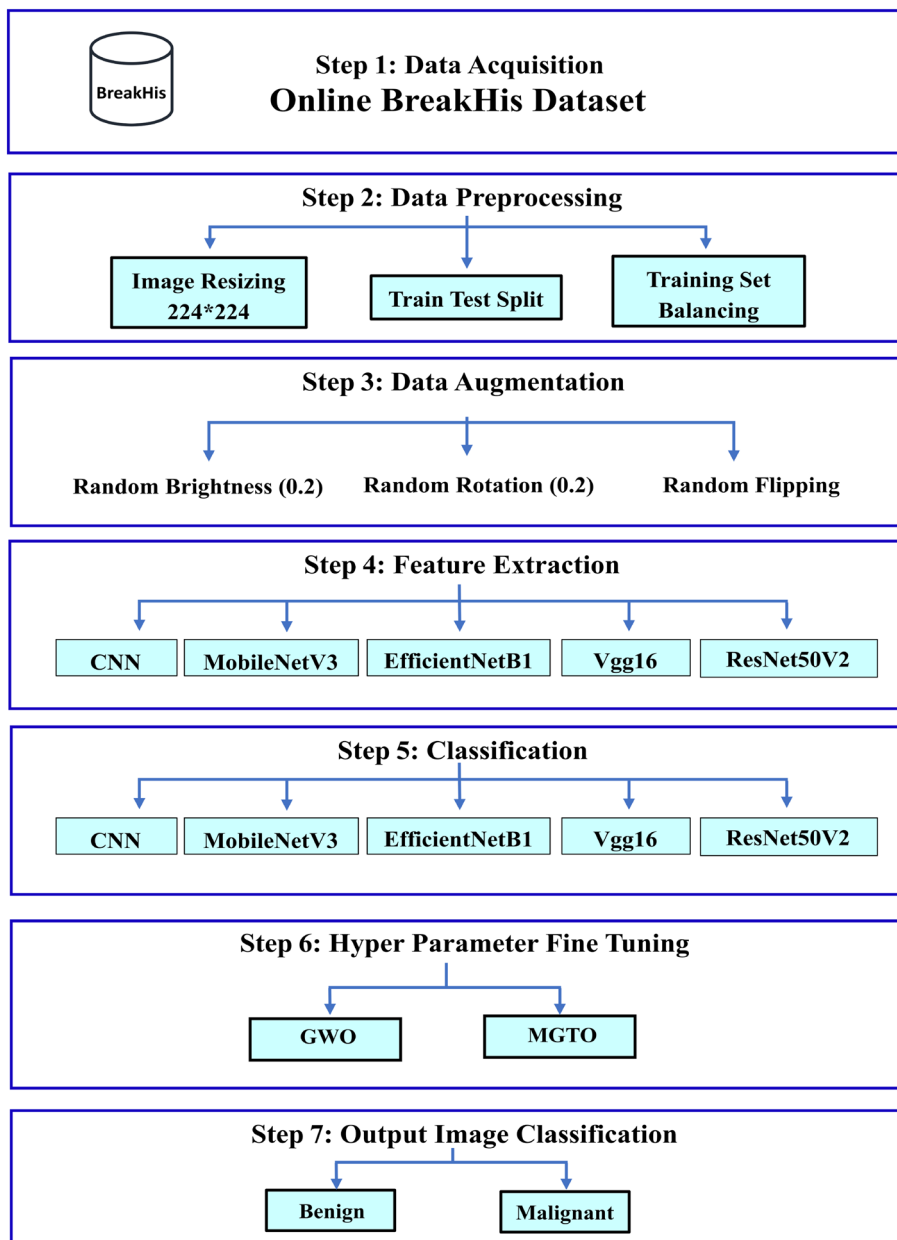 BreakHis
Step 1: Data Acquisition
Online BreakHis Dataset
Step 2: Data Preprocessing
Image Resizing
224*224
Train Test Split
Training Set
Balancing
Step 3: Data Augmentation
Random Brightness (0.2)
Random Rotation (0.2)
Random Flipping
Step 4: Feature Extraction
CNN
MobileNetV3
EfficientNetB1
Vgg16
ResNet50V2
Step 5: Classification
CNN
MobileNetV3
EfficientNetB1
Vgg16
ResNet50V2
Step 6: Hyper Parameter Fine Tuning
GWO
MGTO
Step 7: Output Image Classification
Benign
Malignant